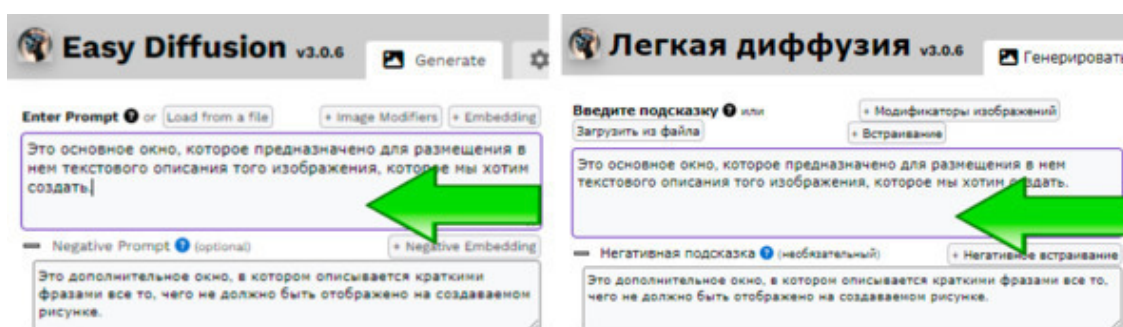 Easy Diffusion v3.0.6
Generate
Enter Prompt ? or Load from a file
+ Image Modifiers
+ Embedding
Это основное окно, которое предназначено для размещения в
нем текстового описания того изображения, которое мы хотим
создать.
Negative Prompt ? (optional)
+ Negative Embedding
Это дополнительное окно, в котором описывается краткими
фразами все то, чего не должно быть отображено на создаваемом
рисунке.
Легкая диффузия v3.0.6
Генерировать
Введите подсказку ? или
+ Модификаторы изображений
Загрузить из файла
+ Встраивание
Это основное окно, которое предназначено для размещения в нем
текстового описания того изображения, которое мы хотим создать.
Негативная подсказка ? (необязательный)
+ Негативное встраивание
Это дополнительное окно, в котором описывается краткими фразами все то,
чего не должно быть отображено на создаваемом рисунке.